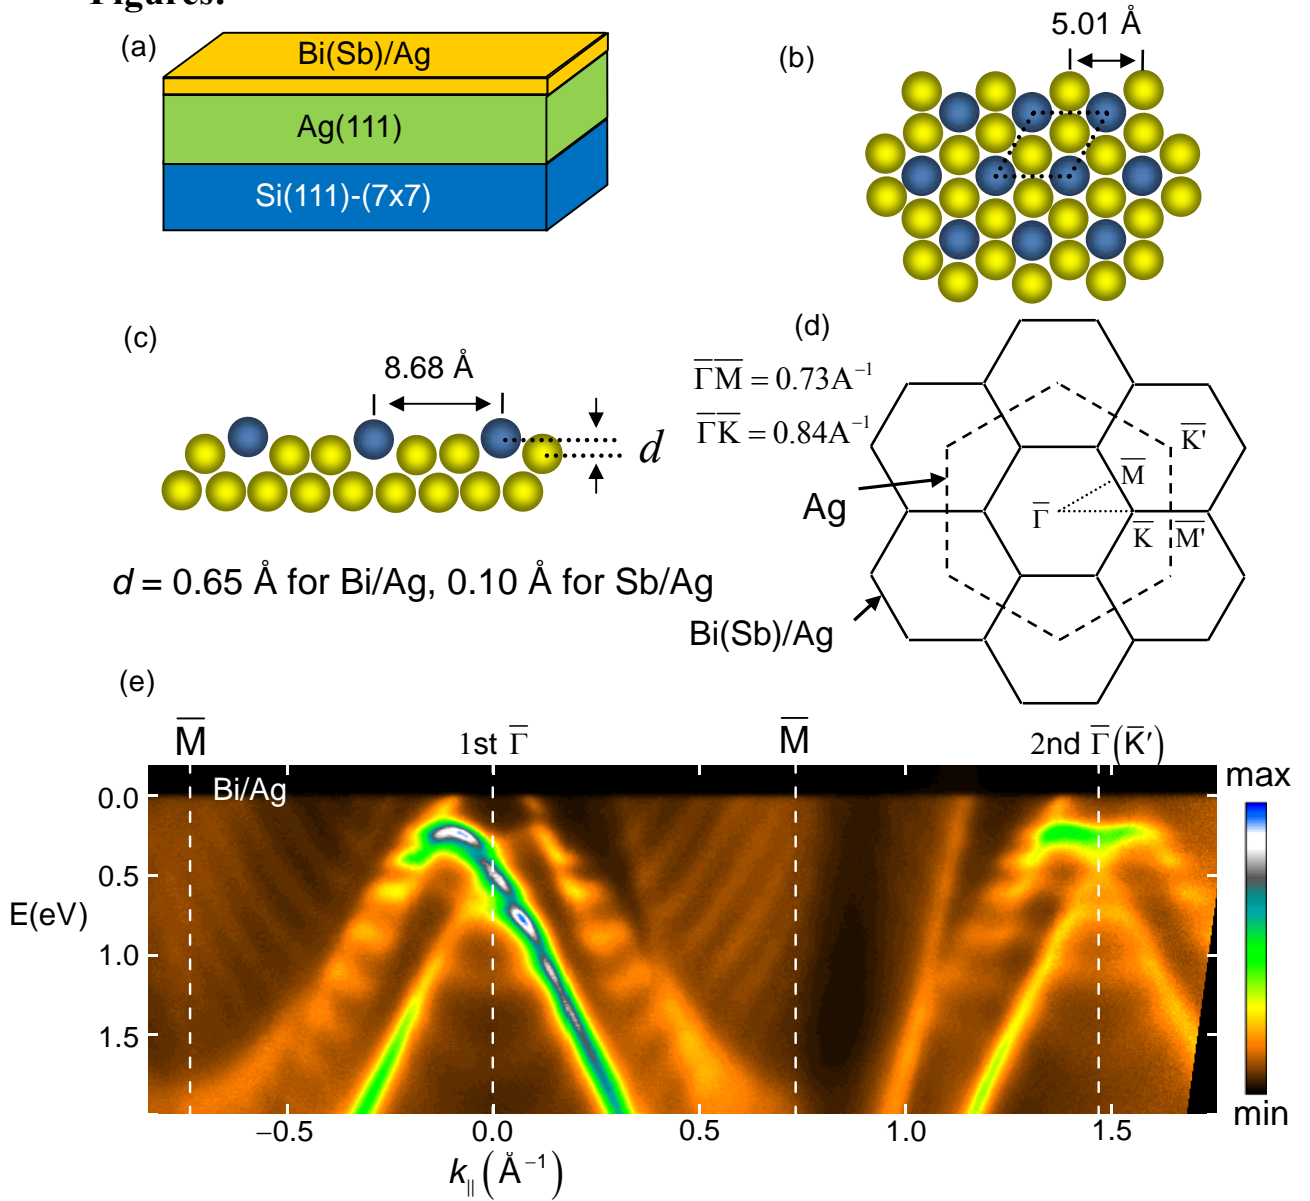 Figures:
(a)
Bi(Sb)/Ag
Ag(111)
Si(111)-(7x7)
(b)
5.01 Å
(c)
8.68 Å
d
d = 0.65 Å for Bi/Ag, 0.10 Å for Sb/Ag
(d)
Γ̅M̅ = 0.73A⁻¹
Γ̅K̅ = 0.84A⁻¹
K̅'
M̅
Ag
Γ̅
K̅
M̅'
Bi(Sb)/Ag
(e)
M̅
1st Γ̅
M̅
2nd Γ̅(K̅′)
Bi/Ag
max
min
E(eV)
0.0
0.5
1.0
1.5
−0.5
0.0
0.5
1.0
1.5
k∥(Å⁻¹)